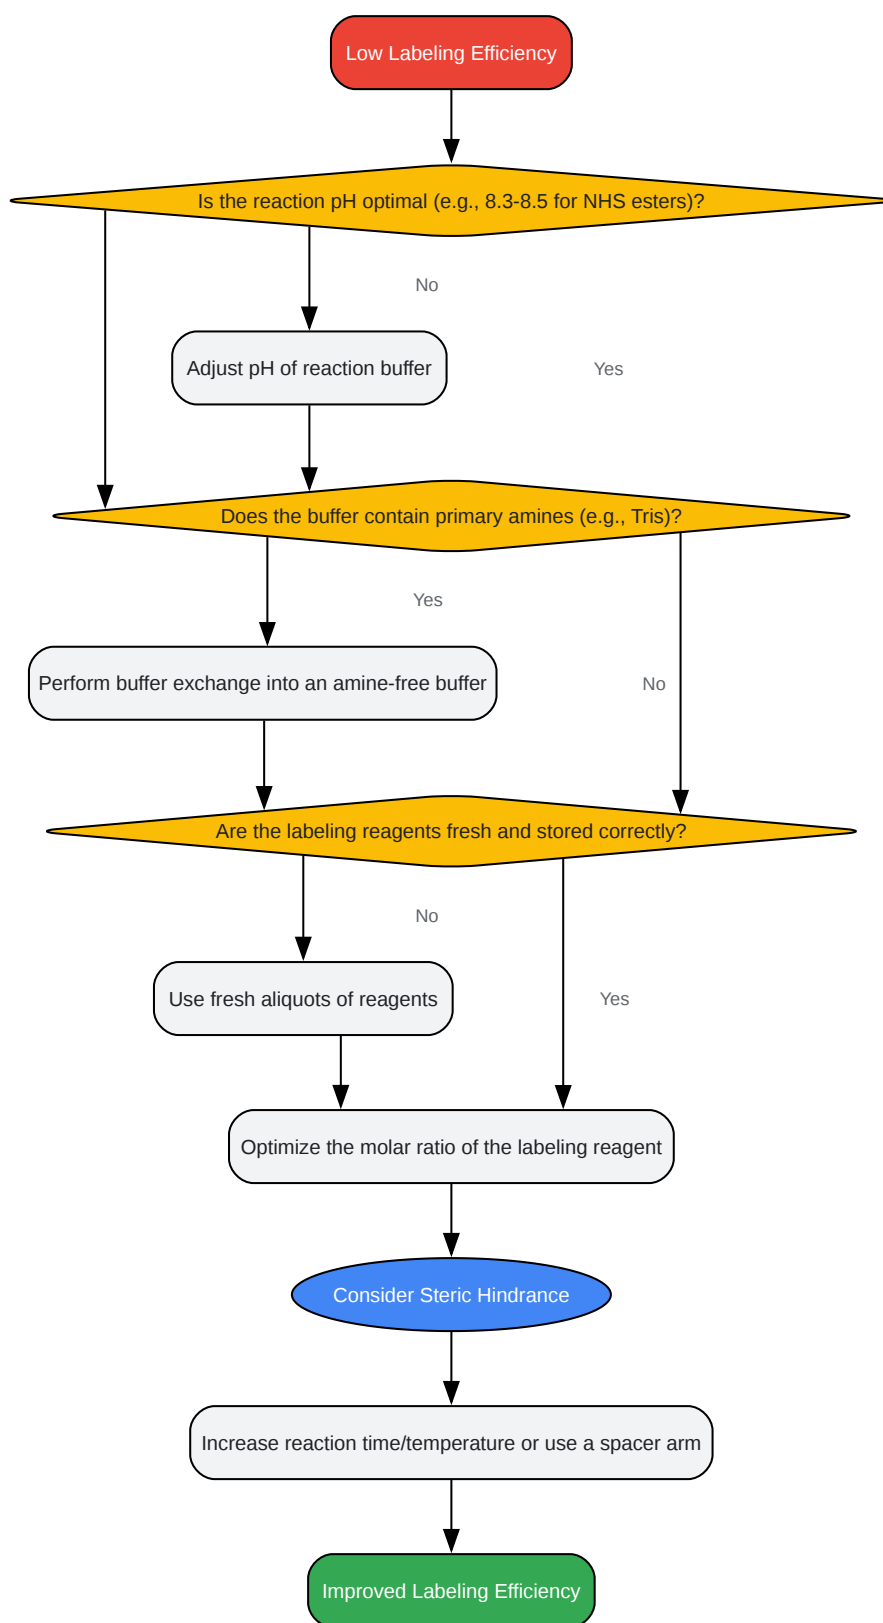 Low Labeling Efficiency
Is the reaction pH optimal (e.g., 8.3-8.5 for NHS esters)?
No
Adjust pH of reaction buffer
Yes
Does the buffer contain primary amines (e.g., Tris)?
Yes
Perform buffer exchange into an amine-free buffer
No
Are the labeling reagents fresh and stored correctly?
No
Use fresh aliquots of reagents
Yes
Optimize the molar ratio of the labeling reagent
Consider Steric Hindrance
Increase reaction time/temperature or use a spacer arm
Improved Labeling Efficiency